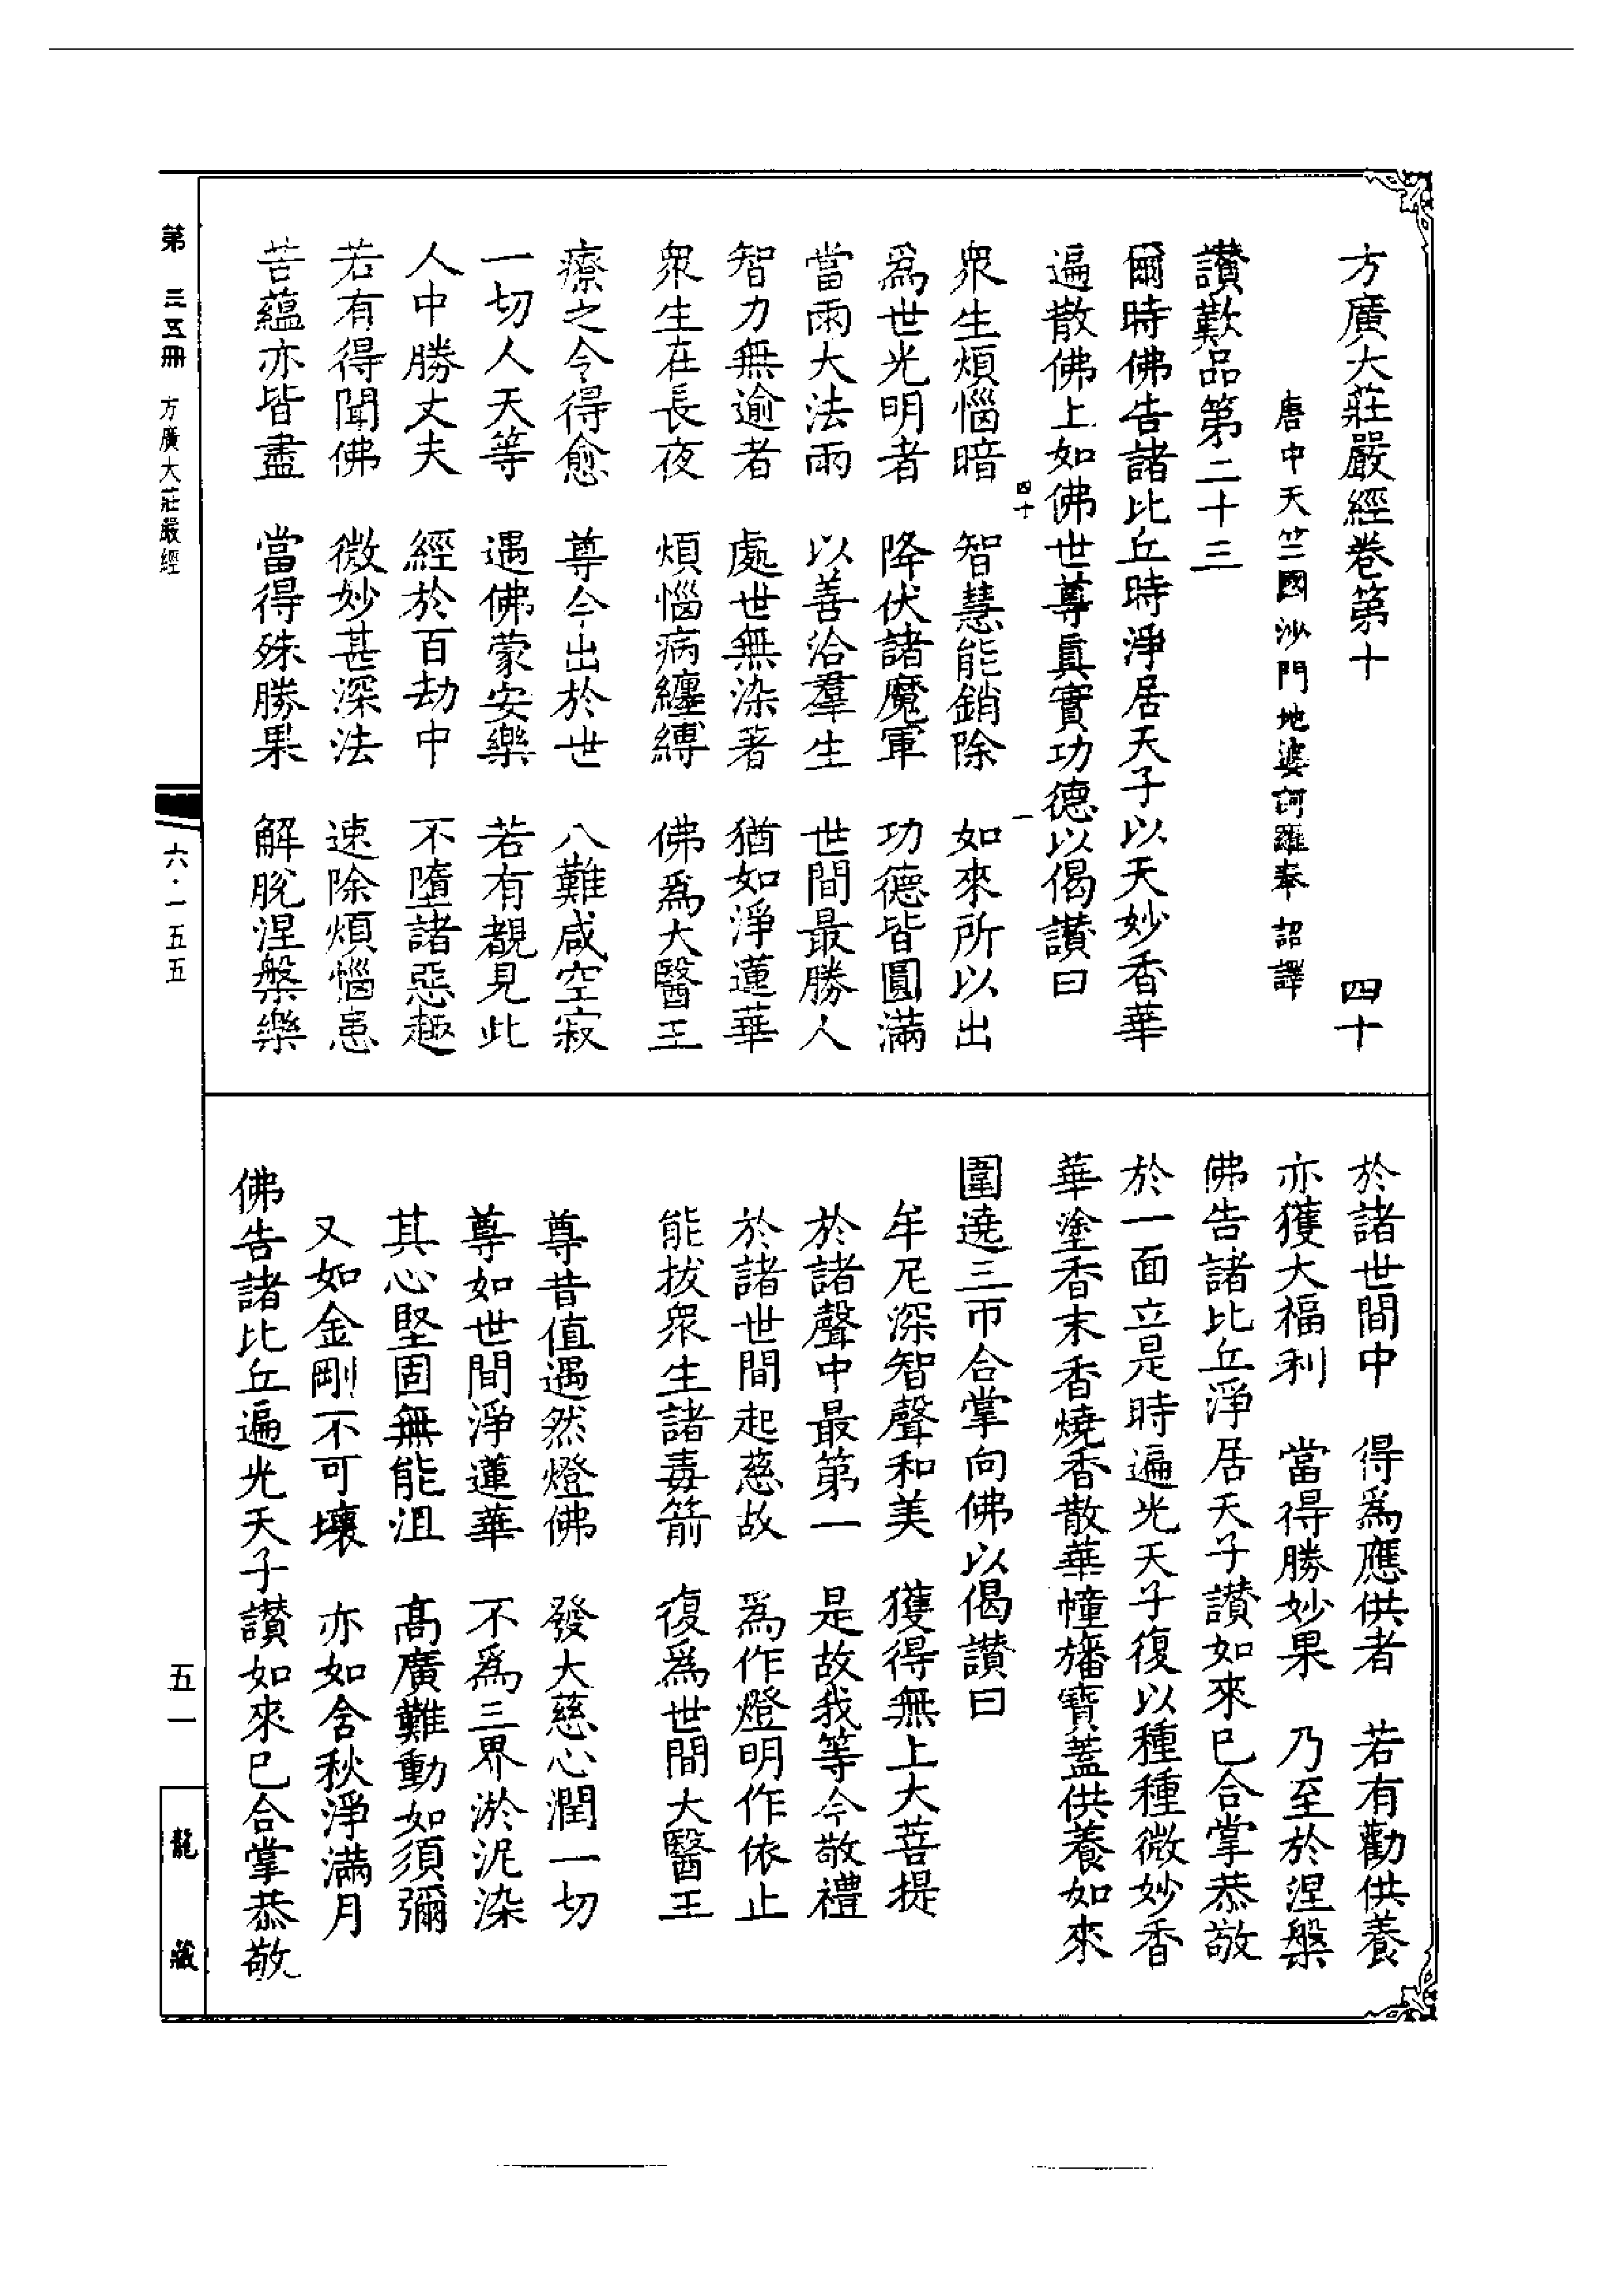 方廣大莊嚴經卷第十 四十
唐中天竺國沙門地婆訶羅奉 詔譯
讃歎品第二十三
爾時佛告諸比丘時淨居天子以天妙香華
遍散佛上如佛世尊眞實功德以偈讃曰
四十 一
衆生煩惱暗 智慧能銷除 如來所以出
爲世光明者 降伏諸魔軍 功德皆圓滿
當雨大法雨 以善洽羣生 世間最勝人
智力無逾者 處世無染著 猶如淨蓮華
衆生在長夜 煩惱病纏縛 佛爲大醫王
療之令得愈 尊今出於世 八難咸空寂
一切人天等 遇佛蒙安樂 若有覩見此
人中勝丈夫 經於百劫中 不墮諸惡趣
若有得聞佛 微妙甚深法 速除煩惱患
苦蘊亦皆盡 當得殊勝果 解脫涅槃樂
於諸世間中 得爲應供者 若有勸供養
亦獲大福利 當得勝妙果 乃至於涅槃
佛告諸比丘淨居天子讃如來已合掌恭敬
於一面立是時遍光天子復以種種微妙香
華塗香末香燒香散華幢旛寶蓋供養如來
圍遶三帀合掌向佛以偈讃曰
牟尼深智聲和美 獲得無上大菩提
於諸聲中最第一 是故我等今敬禮
於諸世間起慈故 爲作燈明作依止
能拔衆生諸毒箭 復爲世間大醫王
尊昔值遇然燈佛 發大慈心潤一切
尊如世間淨蓮華 不爲三界淤泥染
其心堅固無能沮 髙廣難動如須彌
又如金剛不可壞 亦如舍秋淨滿月
佛告諸比丘遍光天子讃如來已合掌恭敬
第三五冊 方廣大莊嚴經
六·一五五
五一
龍藏